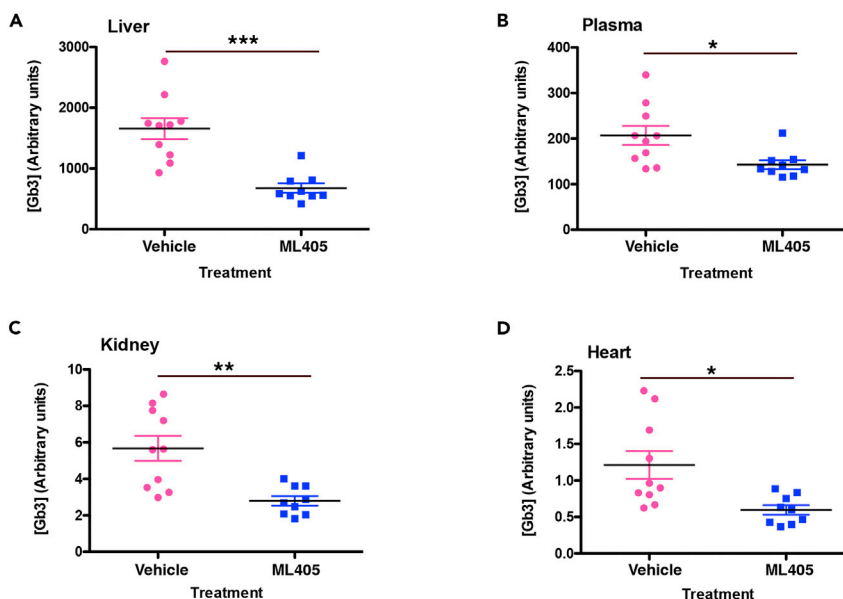 A
Liver
***
3000
2000
1000
0
[Gb3] (Arbitrary units)
Vehicle
ML405
Treatment
B
Plasma
*
400
300
200
100
0
[Gb3] (Arbitrary units)
Vehicle
ML405
Treatment
C
Kidney
**
10
8
6
4
2
0
[Gb3] (Arbitrary units)
Vehicle
ML405
Treatment
D
Heart
*
2.5
2.0
1.5
1.0
0.5
0.0
[Gb3] (Arbitrary units)
Vehicle
ML405
Treatment